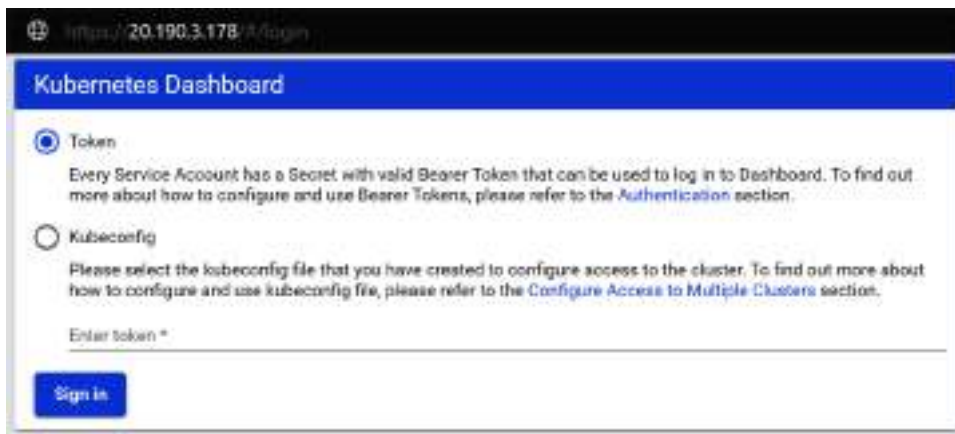 https://20.190.3.178/#/login
Kubernetes Dashboard
Token
Every Service Account has a Secret with valid Bearer Token that can be used to log in to Dashboard. To find out
more about how to configure and use Bearer Tokens, please refer to the Authentication section.
Kubeconfig
Please select the kubeconfig file that you have created to configure access to the cluster. To find out more about
how to configure and use kubeconfig file, please refer to the Configure Access to Multiple Clusters section.
Enter token *
Sign in